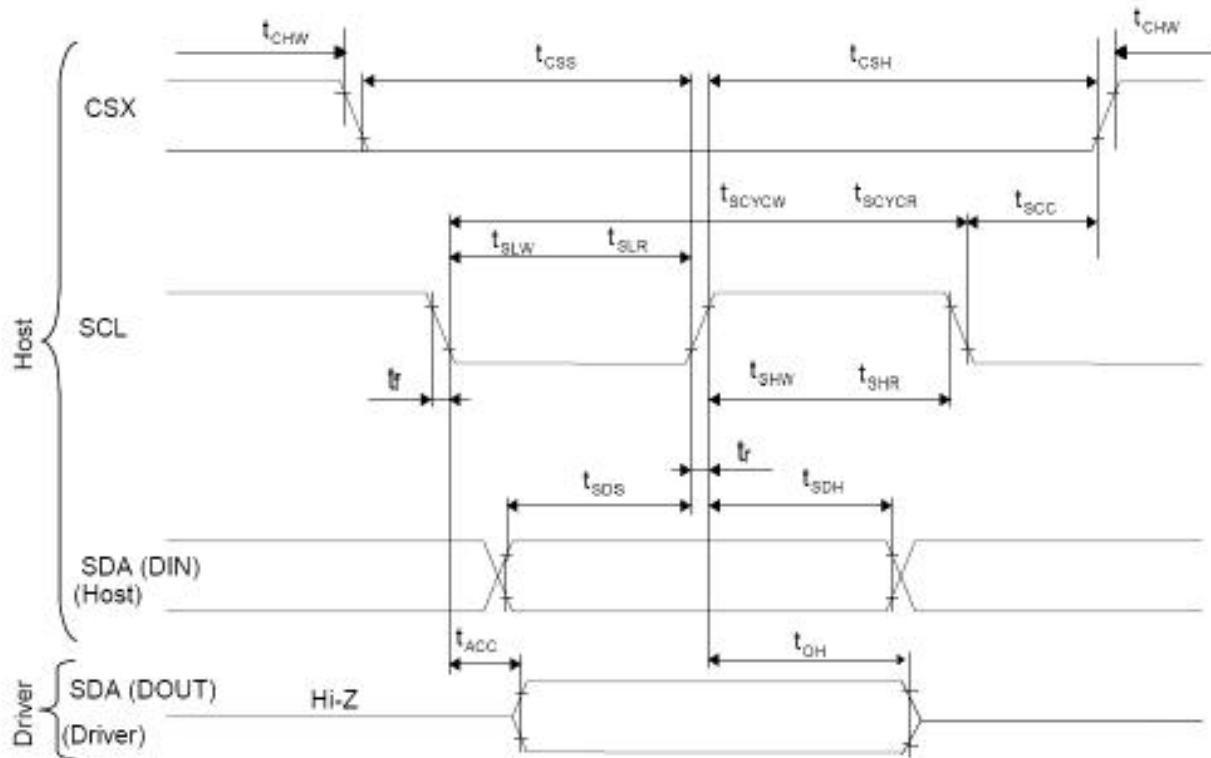 tCHW
tCHW
tCSS
tCSH
CSX
tSCYCW
tSCYCR
tSCC
tSLW
tSLR
Host
SCL
tf
tSHW
tSHR
tr
tSDS
tSDH
SDA (DIN)
(Host)
tACC
tOH
Driver
SDA (DOUT)
Hi-Z
(Driver)